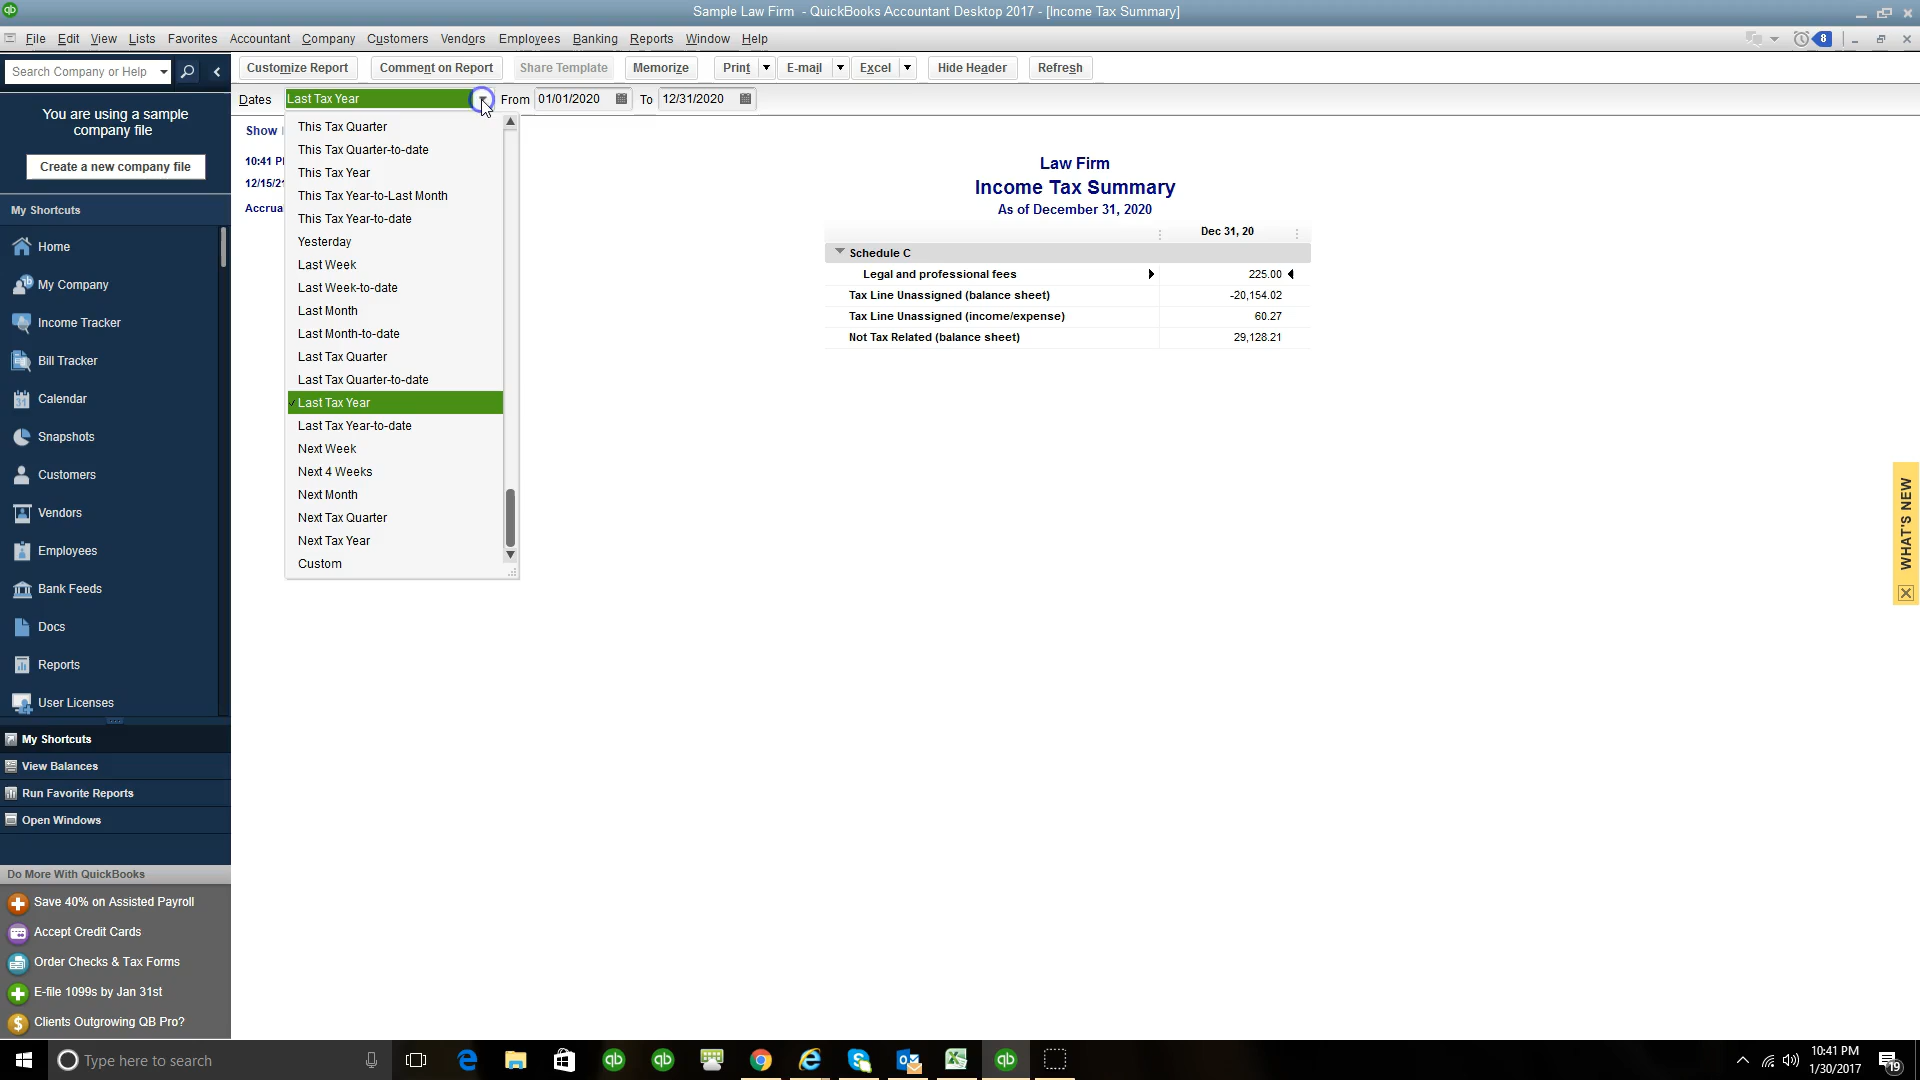 Sample Law Firm - QuickBooks Accountant Desktop 2017 - [Income Tax Summary]
File Edit View Lists Favorites Accountant Company Customers Vendors Employees Banking Reports Window Help
8
Search Company or Help
Customize Report Comment on Report Share Template Memorize Print E-mail Excel Hide Header Refresh
Dates Last Tax Year From 01/01/2020 To 12/31/2020
You are using a sample
company file
Create a new company file
My Shortcuts
Home
My Company
Income Tracker
Bill Tracker
31
Calendar
Snapshots
Customers
Vendors
Employees
Bank Feeds
Docs
Reports
User Licenses
My Shortcuts
View Balances
Run Favorite Reports
Open Windows
Do More With QuickBooks
Save 40% on Assisted Payroll
Accept Credit Cards
Order Checks & Tax Forms
E-file 1099s by Jan 31st
Clients Outgrowing QB Pro?
Show
10:41 P
12/15/2
Accrua
This Tax Quarter
This Tax Quarter-to-date
This Tax Year
This Tax Year-to-Last Month
This Tax Year-to-date
Yesterday
Last Week
Last Week-to-date
Last Month
Last Month-to-date
Last Tax Quarter
Last Tax Quarter-to-date
Last Tax Year
Last Tax Year-to-date
Next Week
Next 4 Weeks
Next Month
Next Tax Quarter
Next Tax Year
Custom
Law Firm
Income Tax Summary
As of December 31, 2020
Dec 31, 20
Schedule C
Legal and professional fees 225.00
Tax Line Unassigned (balance sheet) -20,154.02
Tax Line Unassigned (income/expense) 60.27
Not Tax Related (balance sheet) 29,128.21
WHAT'S NEW
Type here to search
10:41 PM
1/30/2017
19